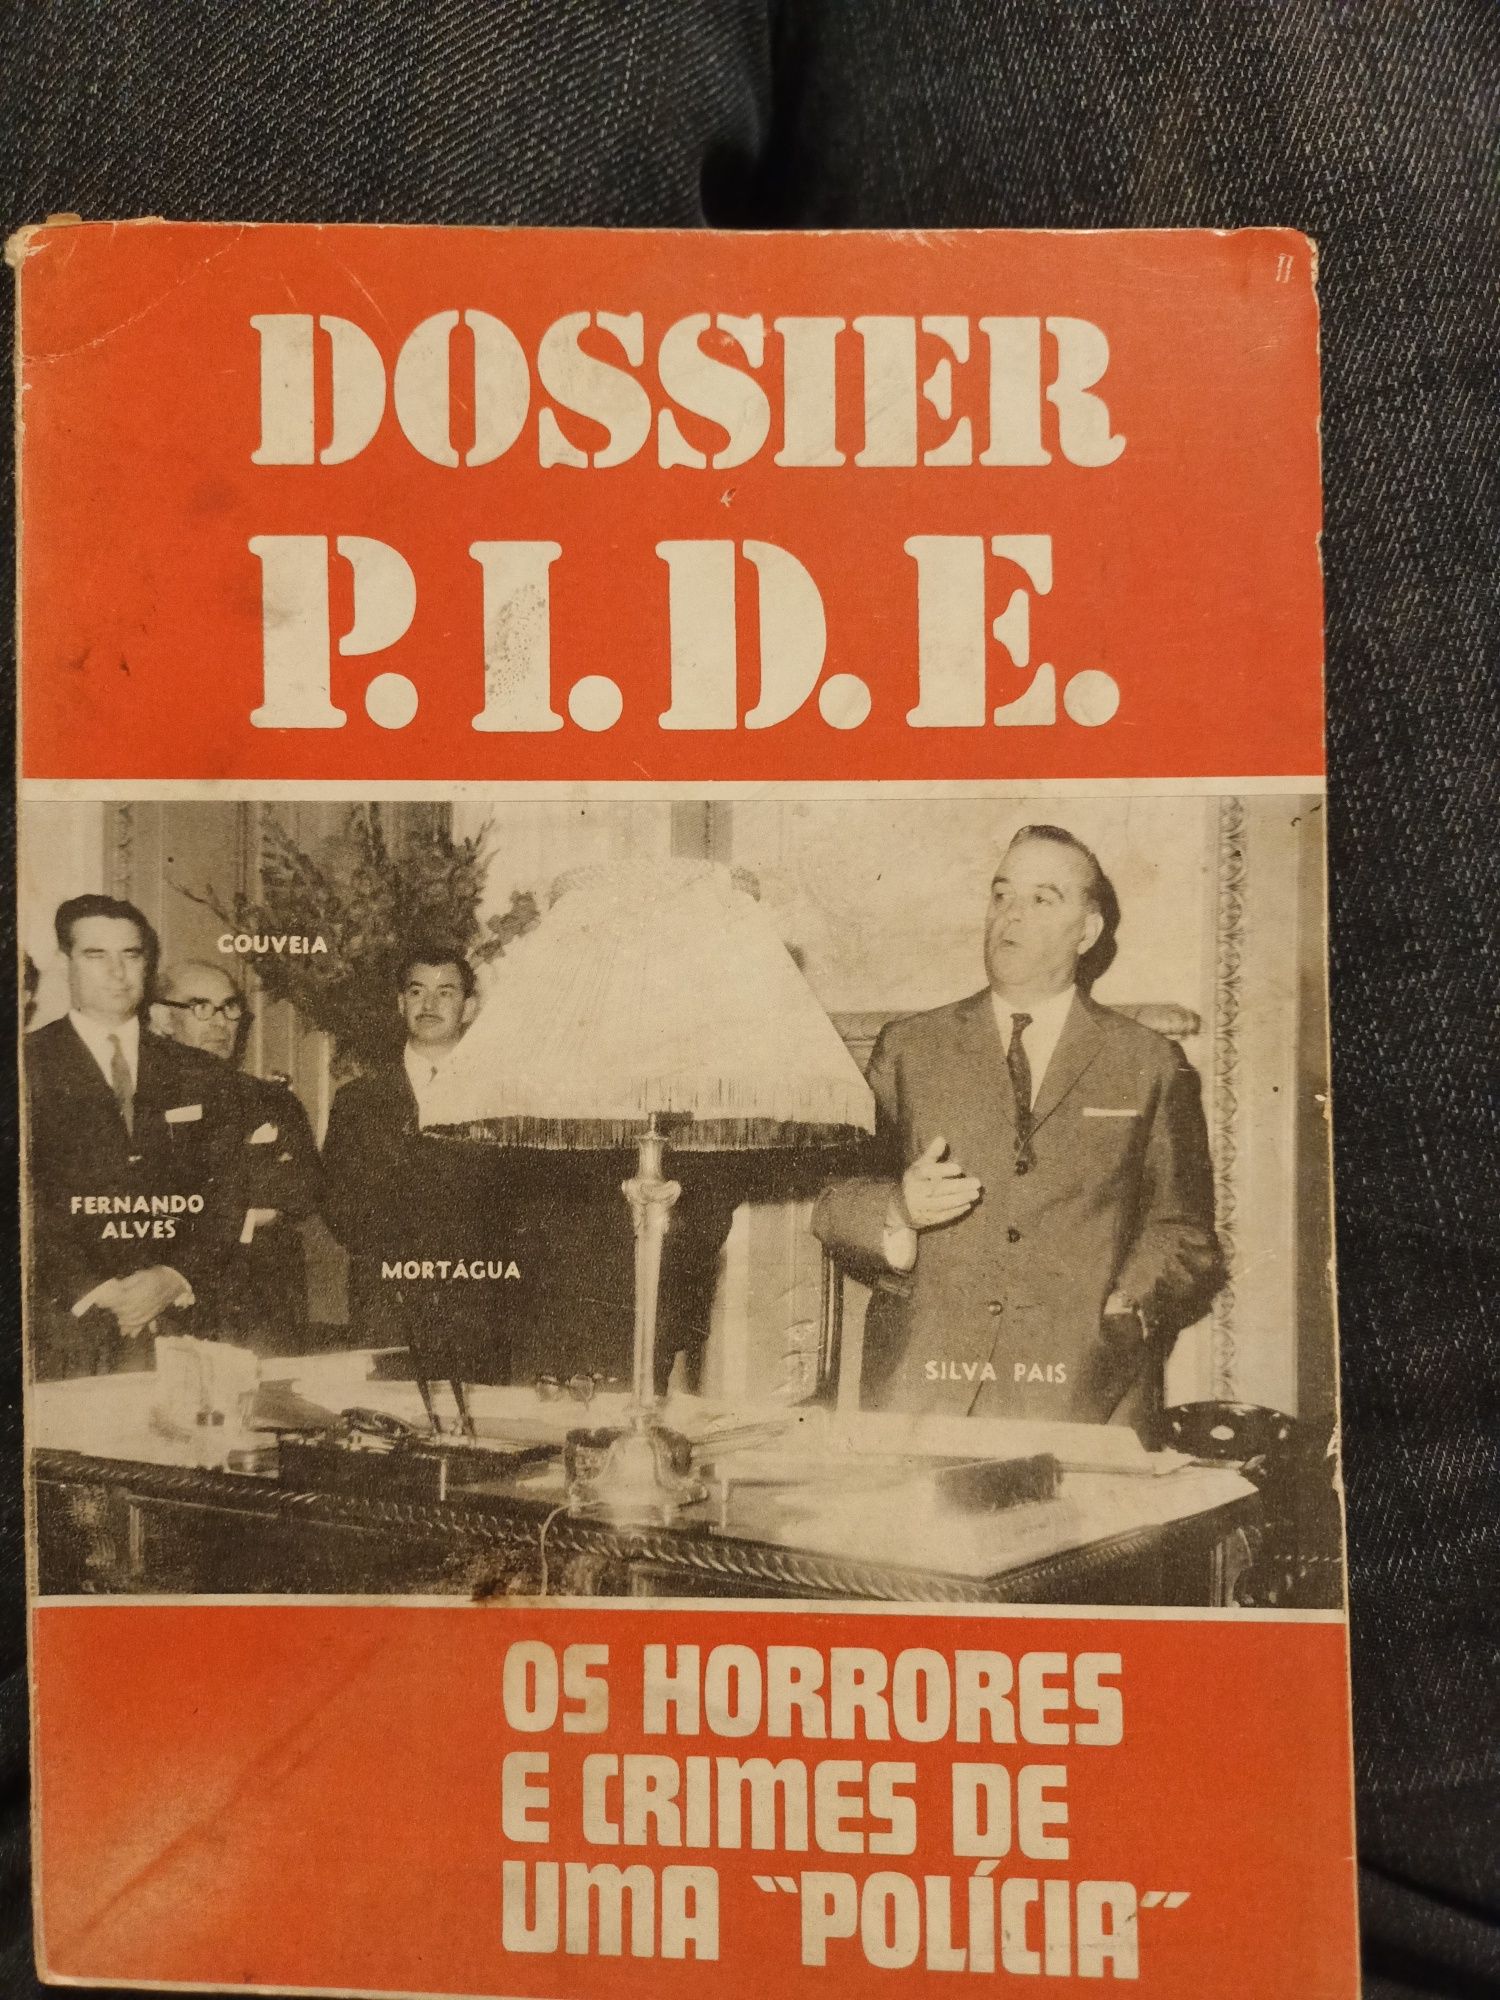 DOSSIER
P.I.D.E.
GOUVEIA
FERNANDO
ALVES
MORTÁGUA
SILVA PAIS
OS HORRORES
E CRIMES DE
UMA "POLÍCIA"